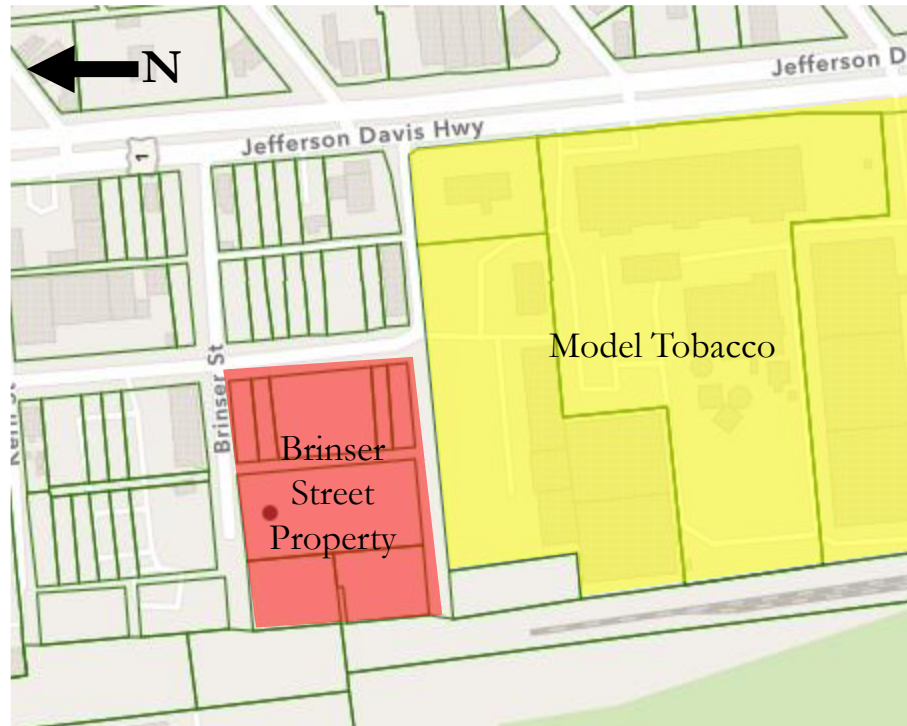 N
Jefferson D
Jefferson Davis Hwy
1
Model Tobacco
Brinser St
Brinser
Street
Property